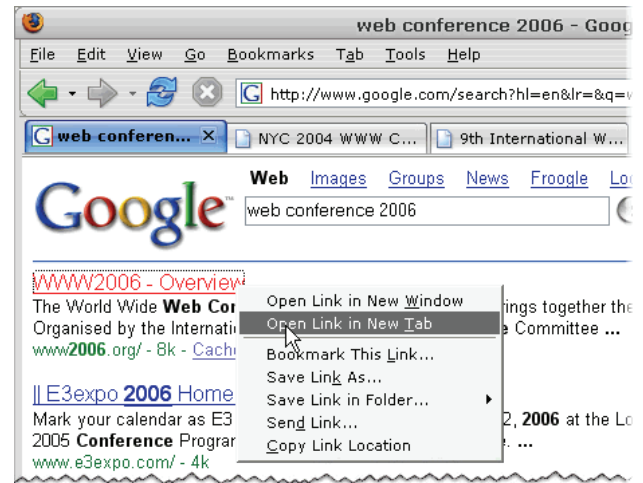 web conference 2006 - Goog
File Edit View Go Bookmarks Tab Tools Help
G http://www.google.com/search?hl=en&lr=&q=w
G web conferen... X NYC 2004 WWW C... 9th International W...
Web Images Groups News Froogle Lo
Google™ web conference 2006
WWW2006 - Overview
The World Wide Web Con
rings together the
Organised by the Internati
e Committee ...
www2006.org/ - 8k - Cach
|| E3expo 2006 Home
Mark your calendar as E3
2, 2006 at the Lo
2005 Conference Program
. ...
www.e3expo.com/ - 4k
Open Link in New Window
Open Link in New Tab
Bookmark This Link...
Save Link As...
Save Link in Folder...
Send Link...
Copy Link Location